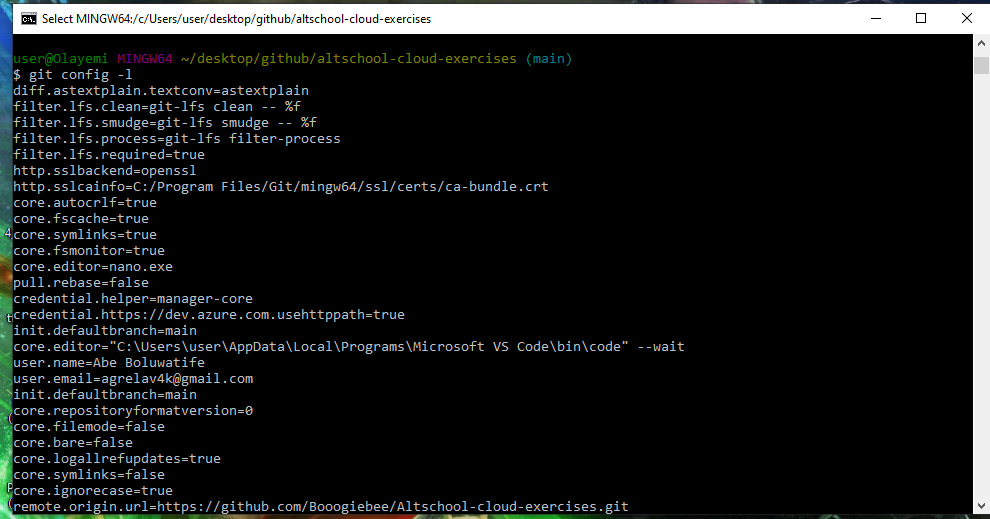 Select MINGW64:/c/Users/user/desktop/github/altschool-cloud-exercises
user@Olayemi MINGW64 ~/desktop/github/altschool-cloud-exercises (main)
$ git config -l
diff.astextplain.textconv=astextplain
filter.lfs.clean=git-lfs clean -- %f
filter.lfs.smudge=git-lfs smudge -- %f
filter.lfs.process=git-lfs filter-process
filter.lfs.required=true
http.sslbackend=openssl
http.sslcainfo=C:/Program Files/Git/mingw64/ssl/certs/ca-bundle.crt
core.autocrlf=true
core.fscache=true
core.symlinks=true
core.fsmonitor=true
core.editor=nano.exe
pull.rebase=false
credential.helper=manager-core
credential.https://dev.azure.com.usehttppath=true
init.defaultbranch=main
core.editor="C:\Users\user\AppData\Local\Programs\Microsoft VS Code\bin\code" --wait
user.name=Abe Boluwatife
user.email=agrelav4k@gmail.com
init.defaultbranch=main
core.repositoryformatversion=0
core.filemode=false
core.bare=false
core.logallrefupdates=true
core.symlinks=false
core.ignorecase=true
remote.origin.url=https://github.com/Booogiebee/Altschool-cloud-exercises.git